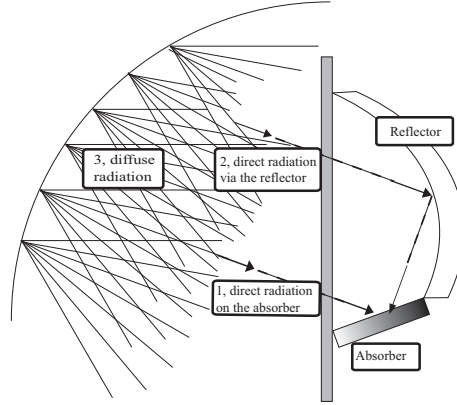 Reflector
3, diffuse
radiation
2, direct radiation
via the reflector
1, direct radiation
on the absorber
Absorber